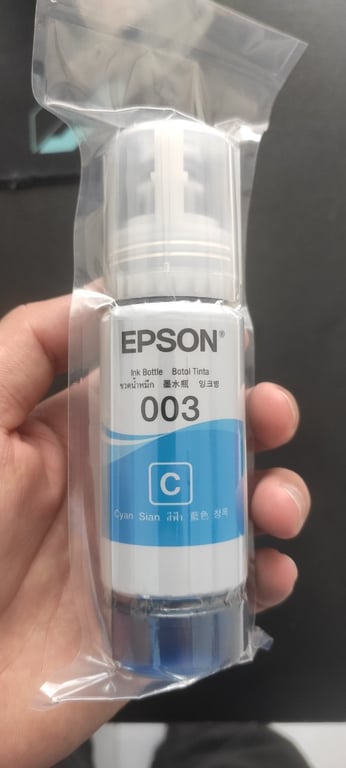 EPSON®
Ink Bottle Botol Tinta
ขวดน้ำหมึก 墨水瓶 잉크병
003
C
Cyan Sian สีฟ้า 藍色 청록